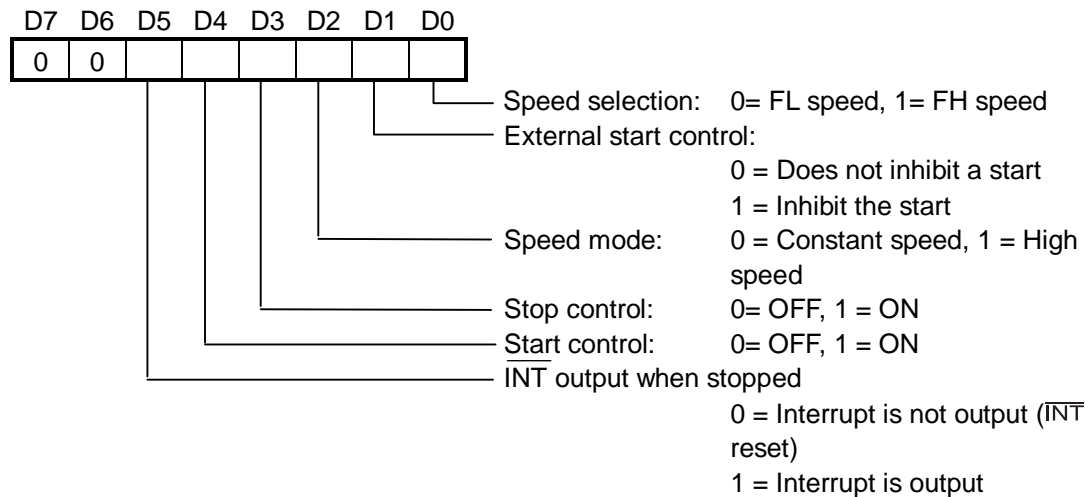 D7 D6 D5 D4 D3 D2 D1 D0
0 0
Speed selection: 0= FL speed, 1= FH speed
External start control:
0 = Does not inhibit a start
1 = Inhibit the start
Speed mode: 0 = Constant speed, 1 = High
speed
Stop control: 0= OFF, 1 = ON
Start control: 0= OFF, 1 = ON
I̅N̅T̅ output when stopped
0 = Interrupt is not output (I̅N̅T̅
reset)
1 = Interrupt is output